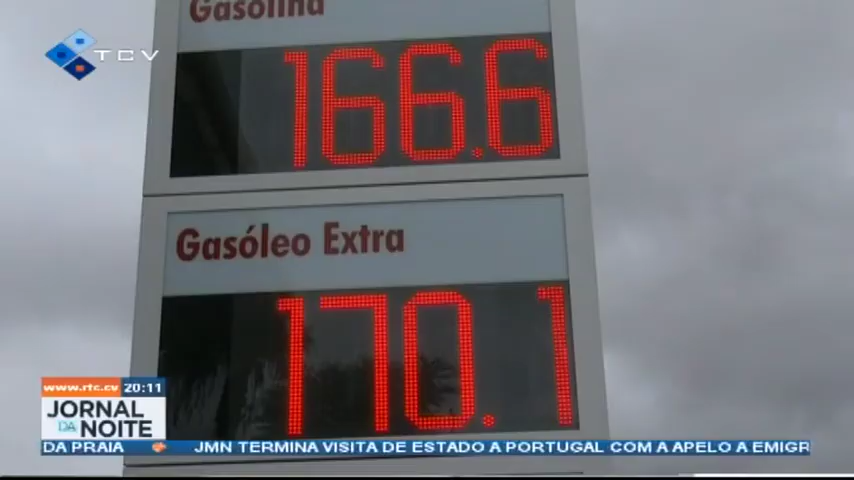 Gasolina
TCV
166.6
Gasóleo Extra
170.1
www.rtc.cv 20:11
JORNAL
DA NOITE
DA PRAIA JMN TERMINA VISITA DE ESTADO A PORTUGAL COM A APELO A EMIGR